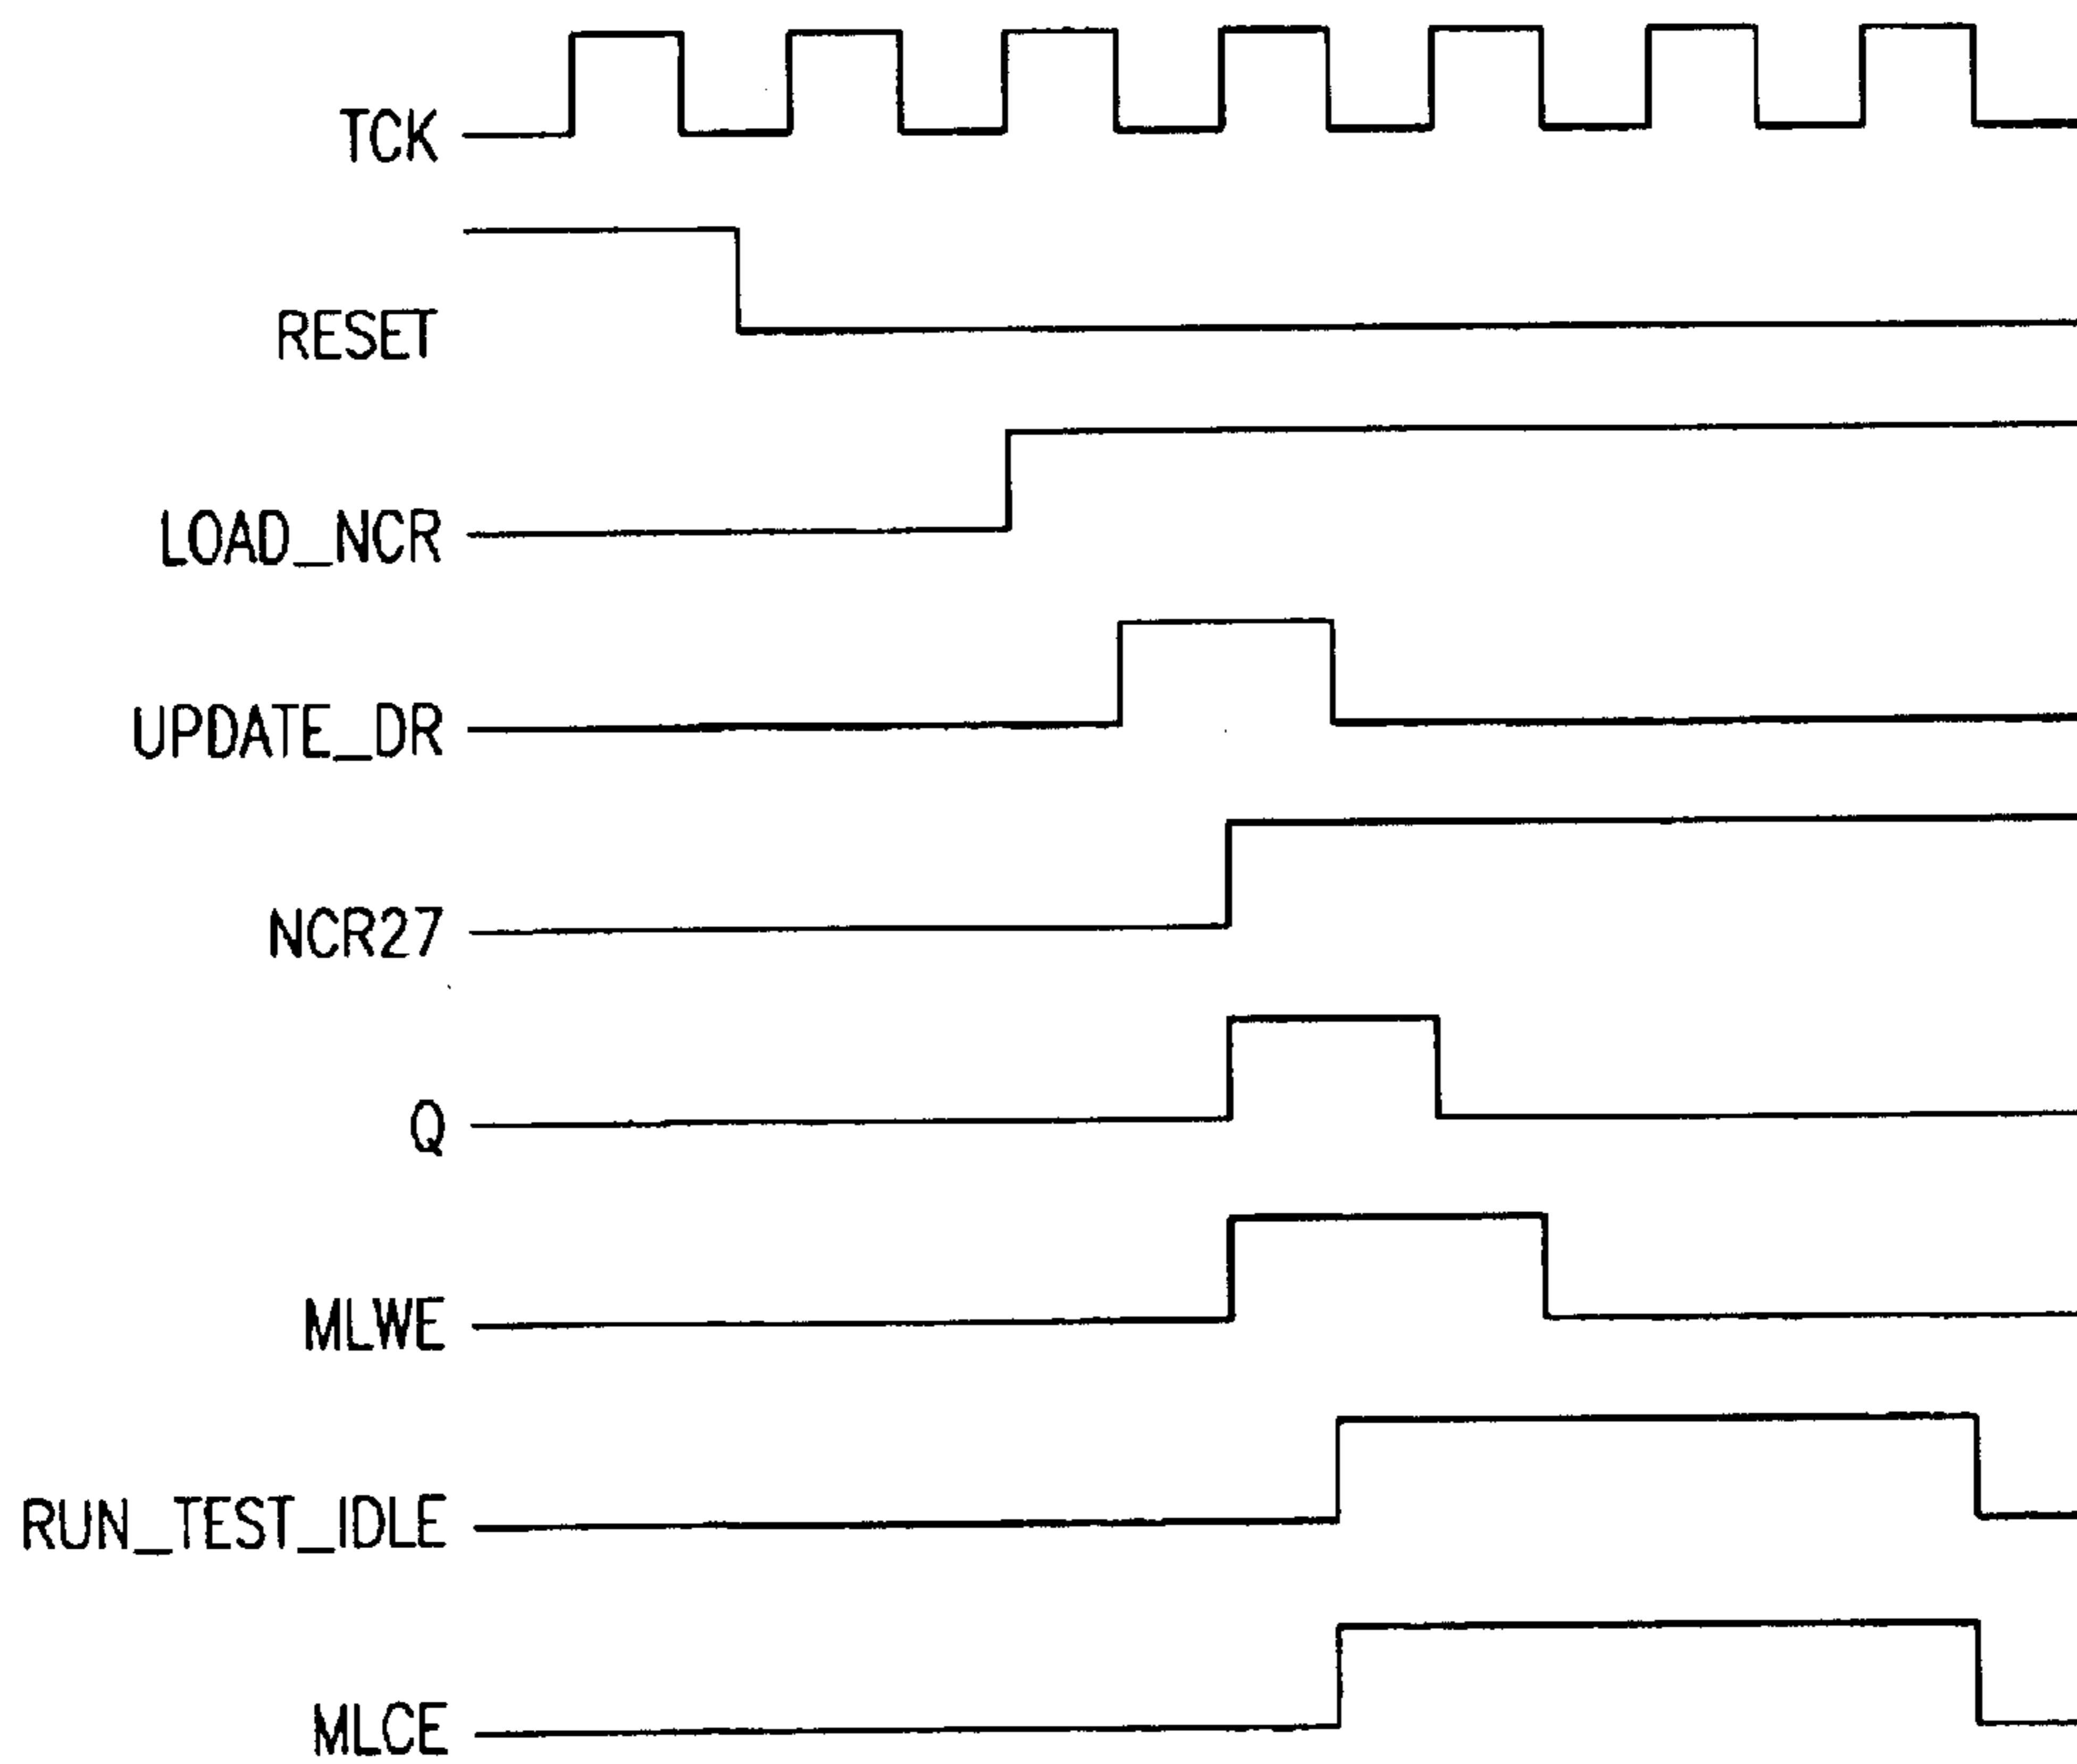 TCK
RESET
LOAD_NCR
UPDATE_DR
NCR27
Q
MLWE
RUN_TEST_IDLE
MLCE